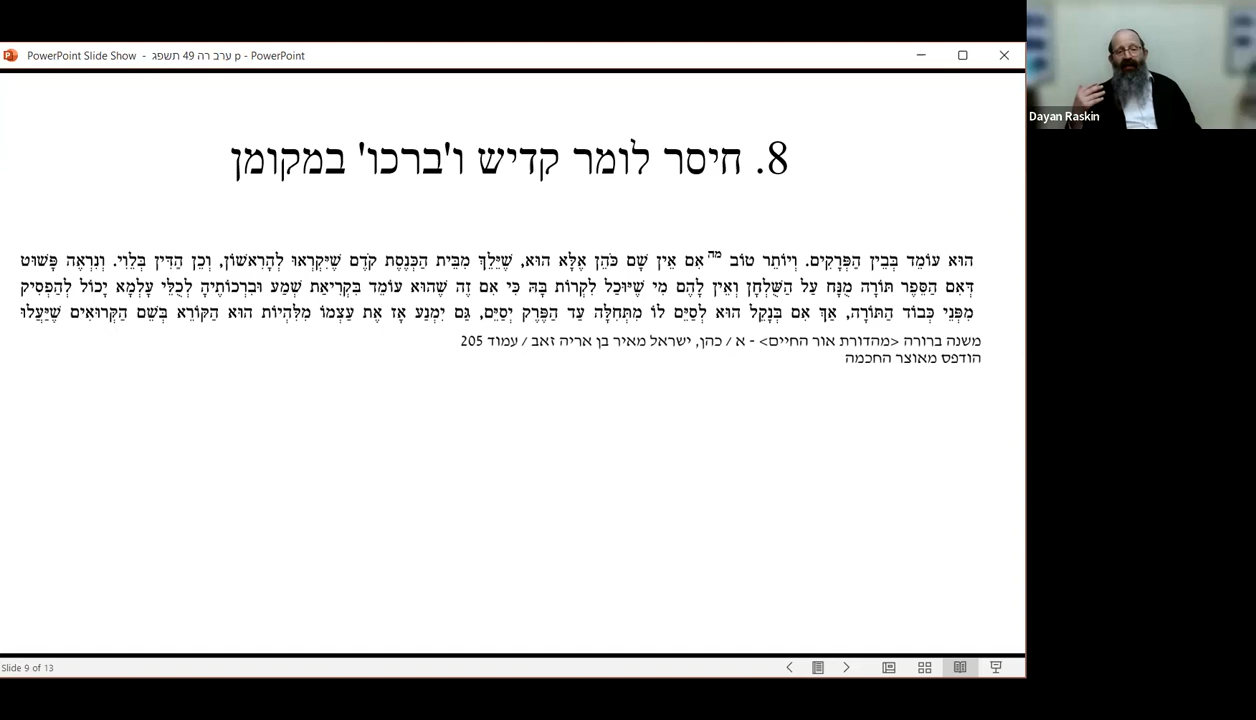 PowerPoint Slide Show - ערב רה 49 תשפג p - PowerPoint
8. חיסר לומר קדיש ו'ברכו' במקומן
הוּא עוֹמֵד בְּבֵין הַפְּרָקִים. וְיוֹתֵר טוֹב מה אִם אֵין שָׁם כֹּהֵן אֶלָּא הוּא, שֶׁיֵּלֵךְ מִבֵּית הַכְּנֶסֶת קֹדֶם שֶׁיִּקְרְאוּ לְהָרִאשׁוֹן, וְכֵן הַדִּין בְּלֵוִי. וְנִרְאֶה פָּשׁוּט
דְּאִם הַסֵּפֶר תּוֹרָה מֻנָּח עַל הַשֻּׁלְחָן וְאֵין לָהֶם מִי שֶׁיּוּכַל לִקְרוֹת בָּהּ כִּי אִם זֶה שֶׁהוּא עוֹמֵד בִּקְרִיאַת שְׁמַע וּבִרְכוֹתֶיהָ לְכֻלֵּי עָלְמָא יָכוֹל לְהַפְסִיק
מִפְּנֵי כְּבוֹד הַתּוֹרָה, אַךְ אִם בְּנָקֵל הוּא לְסַיֵּם לוֹ מִתְּחִלָּה עַד הַפֶּרֶק יְסַיֵּם, גַּם יִמְנַע אָז אֶת עַצְמוֹ מִלִּהְיוֹת הוּא הַקּוֹרֵא בְּשֵׁם הַקְּרוּאִים שֶׁיַּעֲלוּ
משנה ברורה <מהדורת אור החיים> - א / כהן, ישראל מאיר בן אריה זאב / עמוד 205
הודפס מאוצר החכמה
Slide 9 of 13
Dayan Raskin